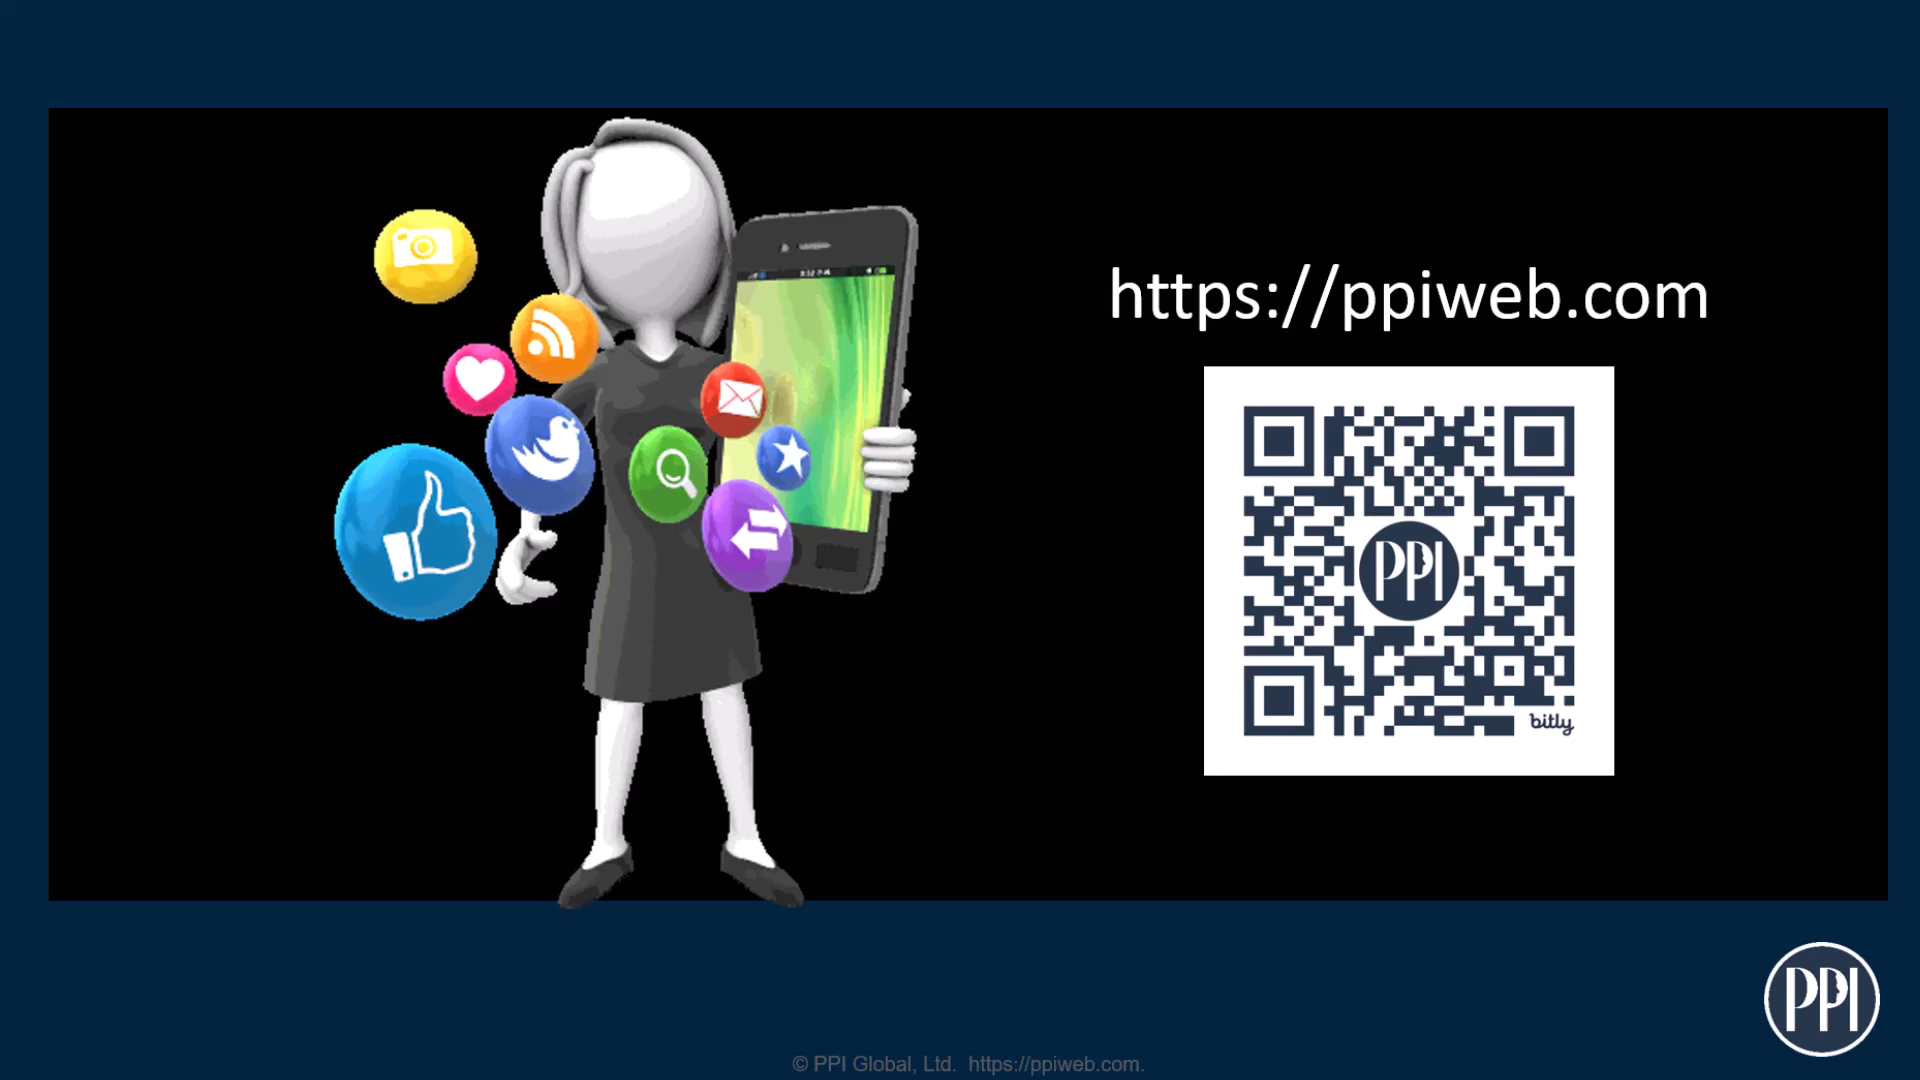 https://ppiweb.com
PPI
bitly
PPI
© PPI Global, Ltd.  https://ppiweb.com.